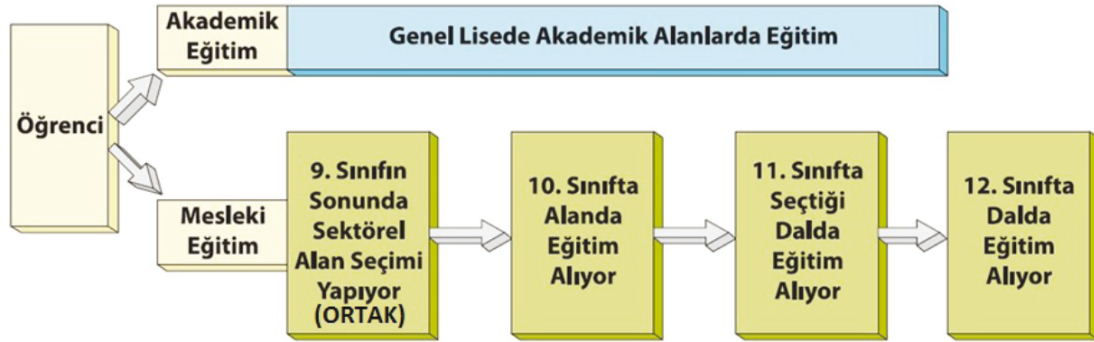 Öğrenci
Akademik
Eğitim
Genel Lisede Akademik Alanlarda Eğitim
Mesleki
Eğitim
9. Sınıfın
Sonunda
Sektörel
Alan Seçimi
Yapıyor
(ORTAK)
10. Sınıfta
Alanda
Eğitim
Alıyor
11. Sınıfta
Seçtiği
Dalda
Eğitim
Alıyor
12. Sınıfta
Dalda
Eğitim
Alıyor